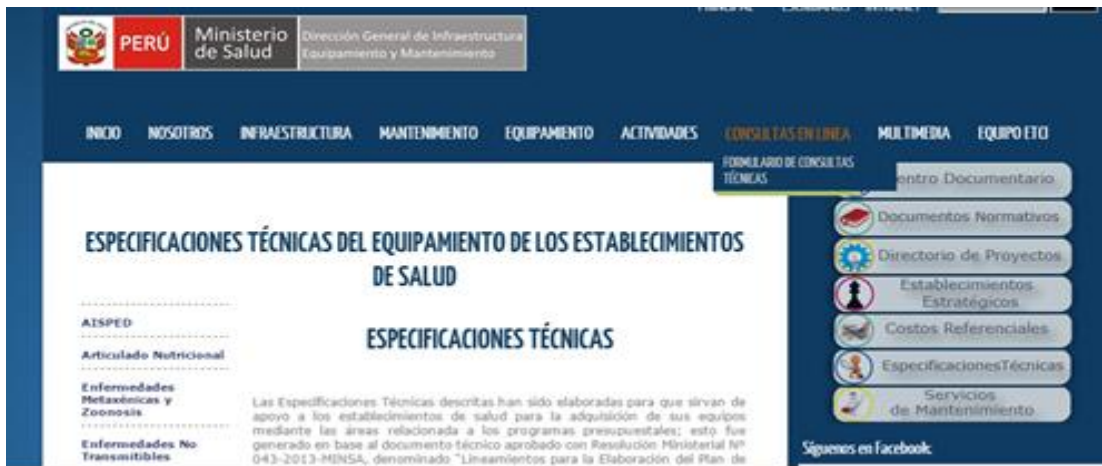 PERÚ
Ministerio
de Salud
Dirección General de Infraestructura
Equipamiento y Mantenimiento
INICIO NOSOTROS INFRAESTRUCTURA MANTENIMIENTO EQUIPAMIENTO ACTIVIDADES CONSULTAS EN LINEA MULTIMEDIA EQUIPO ETCI
FORMULARIO DE CONSULTAS
TÉCNICAS
entro Documentario
Documentos Normativos
Directorio de Proyectos
Establecimientos
Estratégicos
Costos Referenciales
EspecificacionesTécnicas
Servicios
de Mantenimiento
Síguenos en Facebook:
ESPECIFICACIONES TÉCNICAS DEL EQUIPAMIENTO DE LOS ESTABLECIMIENTOS
DE SALUD
AISPED
Articulado Nutricional
Enfermedades
Metaxénicas y
Zoonosis
Enfermedades No
Transmitibles
ESPECIFICACIONES TÉCNICAS
Las Especificaciones Técnicas descritas han sido elaboradas para que sirvan de
apoyo a los establecimientos de salud para la adquisición de sus equipos
mediante las áreas relacionada a los programas presupuestales; esto fue
generado en base al documento técnico aprobado con Resolución Ministerial Nº
043-2013-MINSA, denominado "Lineamientos para la Elaboración del Plan de